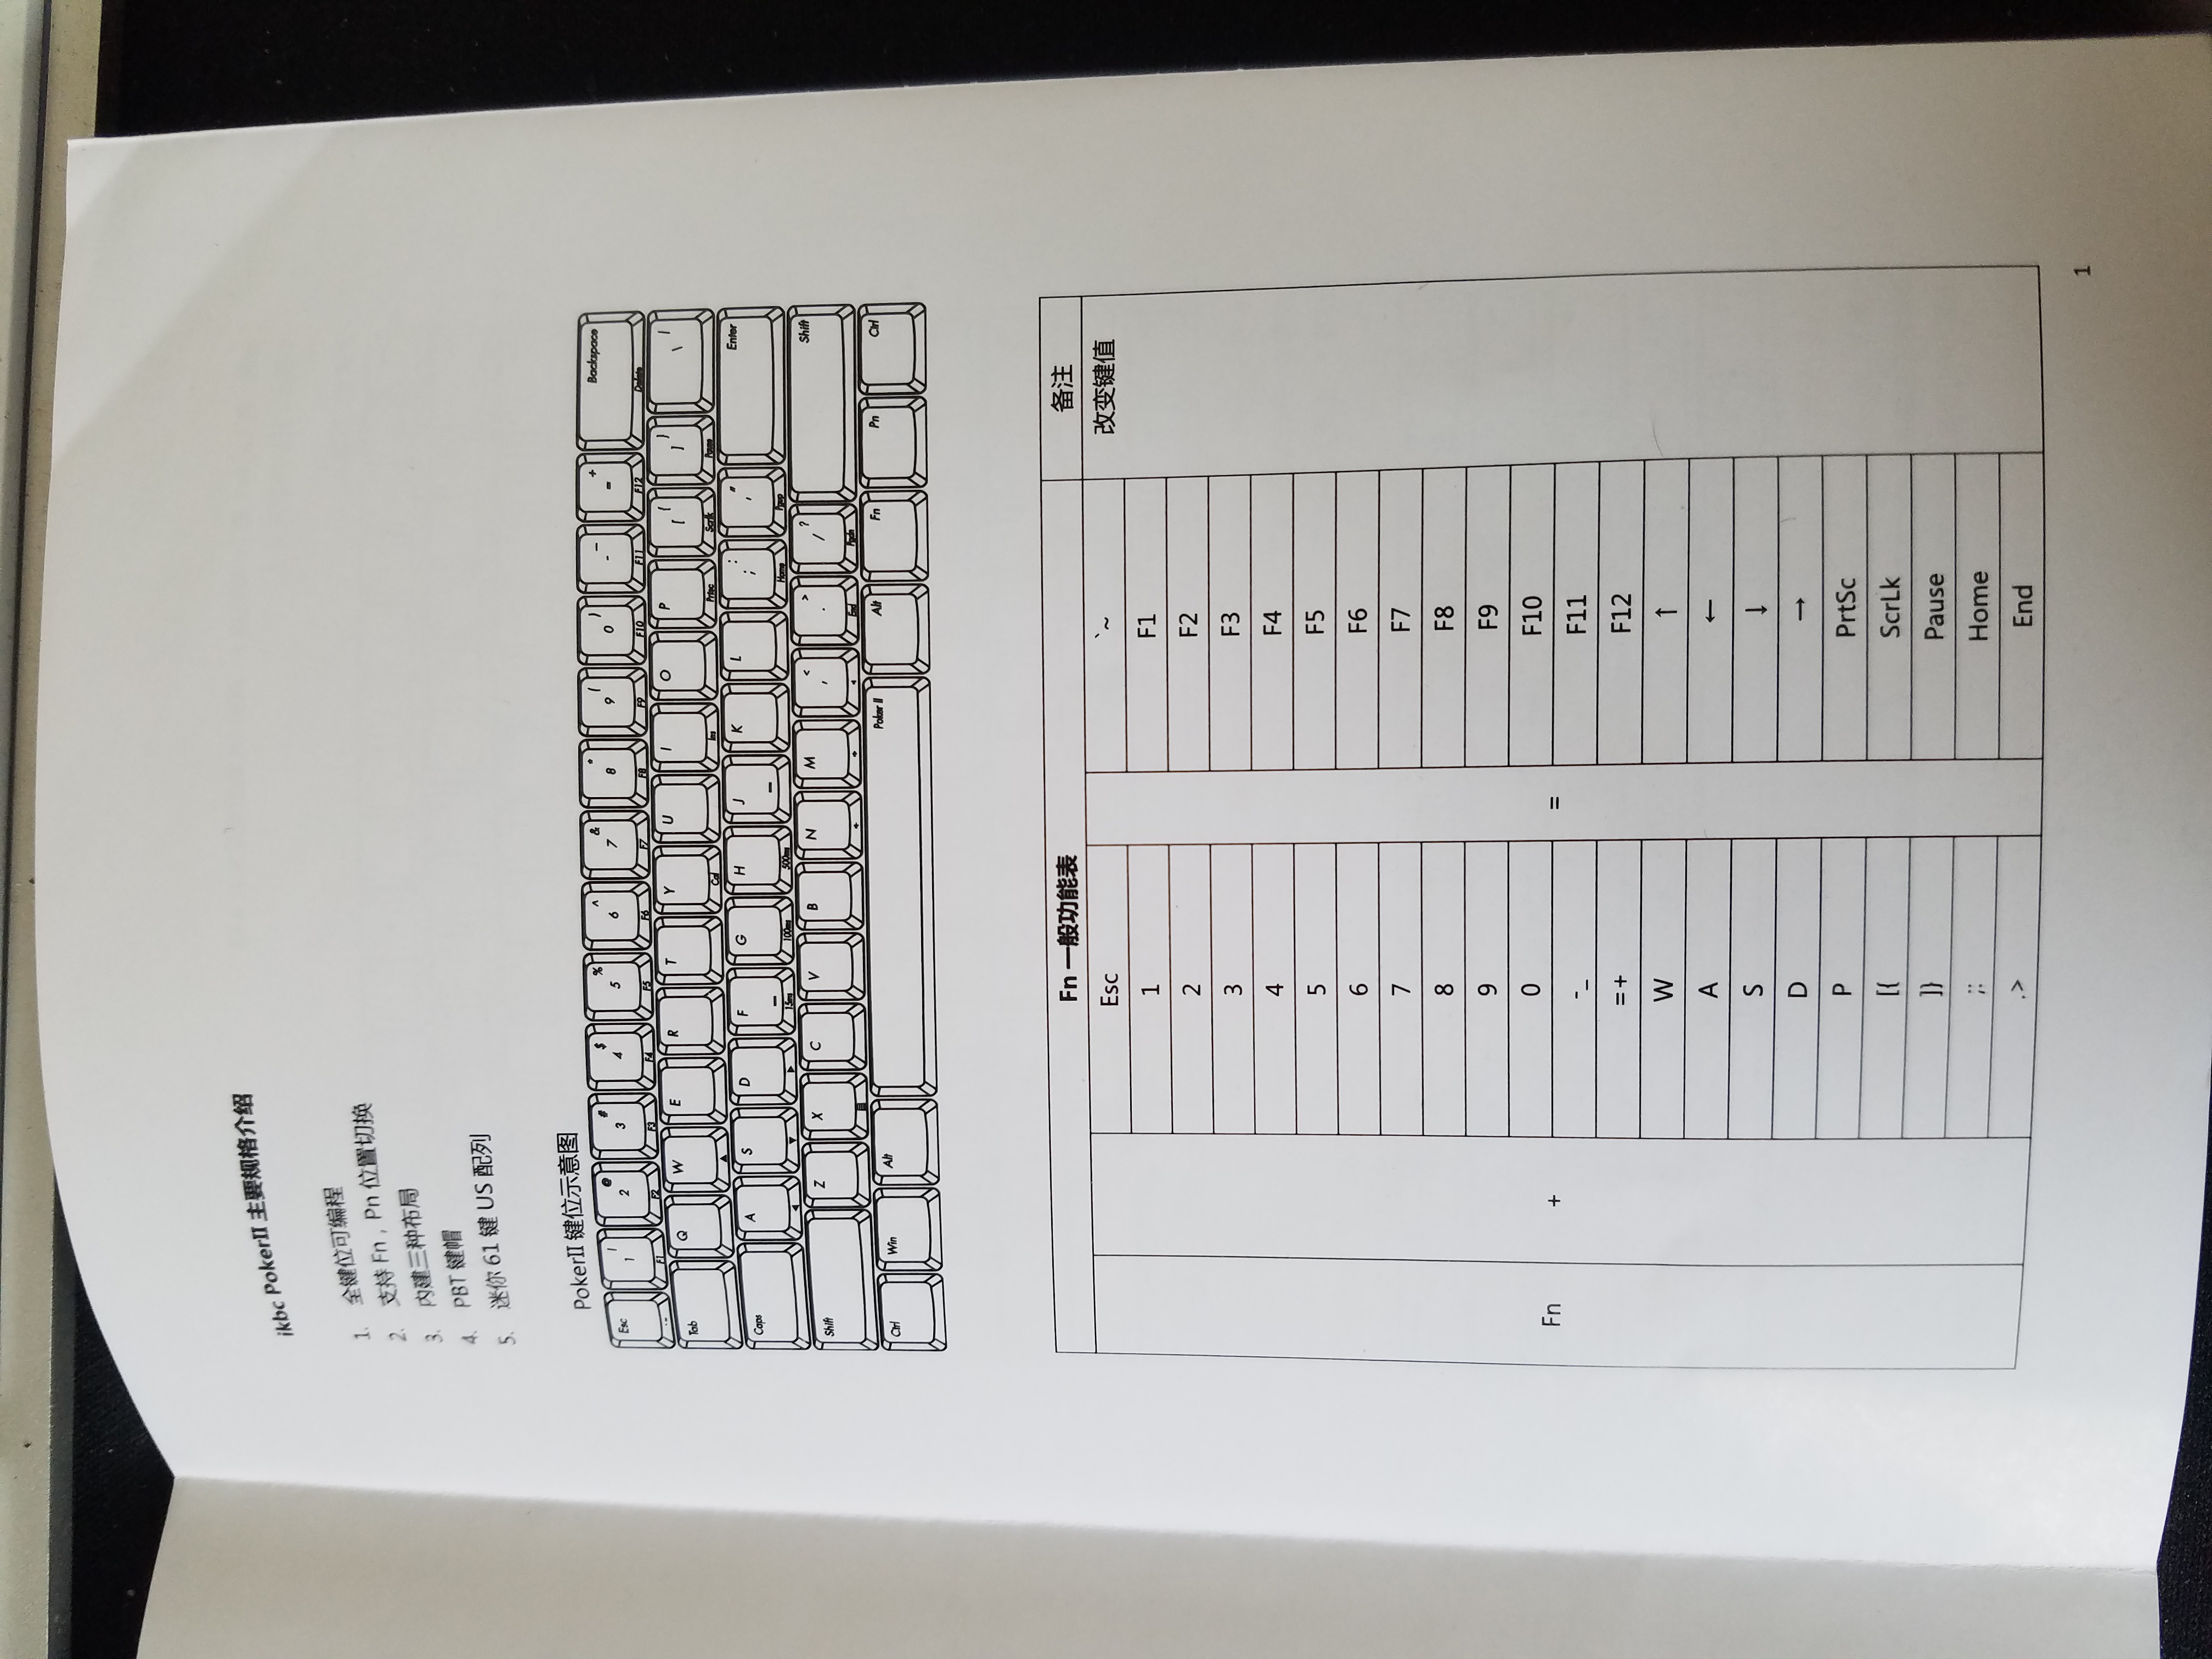 ikbc PokerII 主要规格介绍
1. 全键位可编程
2. 支持 Fn，Pn 位置切换
3. 内建三种布局
4. PBT 键帽
5. 迷你 61 键 US 配列
PokerII 键位示意图
Esc ! 1 @ 2 # 3 $ 4 % 5 ^ 6 & 7 * 8 ( 9 ) 0 _ - + = Backspace
F1 F2 F3 F4 F5 F6 F7 F8 F9 F10 F11 F12 Delete
Tab Q W E R T Y U I O P { [ } ] | \
▲ Cal Ins Prtsc Scrlk Pause
Caps A S D F G H J K L : ; " ' Enter
◄ ▼ ► 15ms 100ms 500ms Home Pgup
Shift Z X C V B N M < , > . ? / Shift
End Pgdn
Ctrl Win Alt Poker II Alt Fn Pn Ctrl
Fn 一般功能表 备注
Fn + = 改变键值
Esc `~
1 F1
2 F2
3 F3
4 F4
5 F5
6 F6
7 F7
8 F8
9 F9
0 F10
-_ F11
=+ F12
W ↑
A ←
S ↓
D →
P PrtSc
[{ ScrLk
]} Pause
;: Home
.> End
1